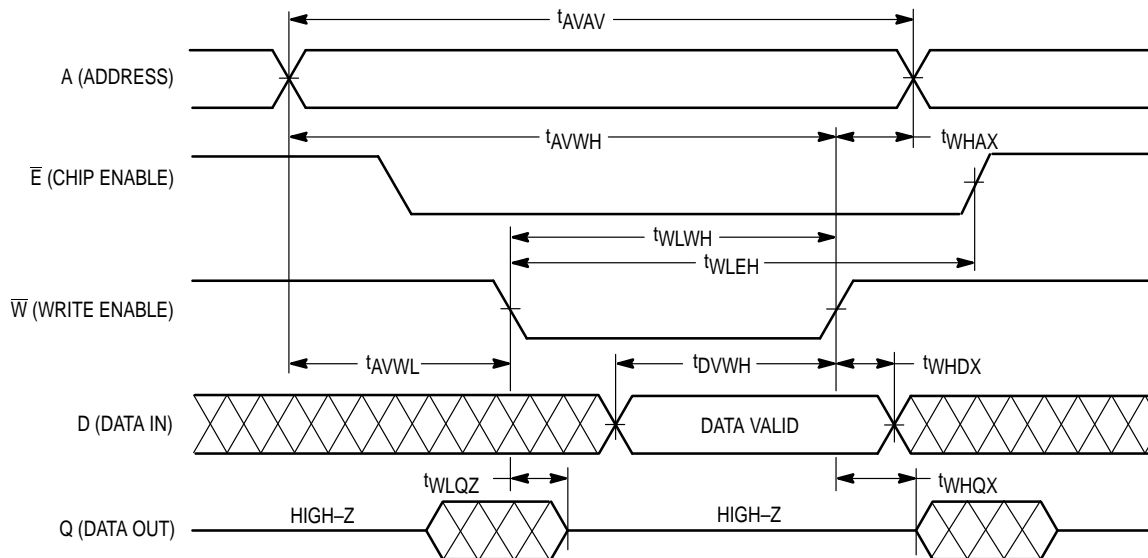 tAVAV
A (ADDRESS)
tAVWH
tWHAX
E (CHIP ENABLE)
tWLWH
tWLEH
W (WRITE ENABLE)
tAVWL
tDVWH
tWHDX
D (DATA IN)
DATA VALID
tWLQZ
tWHQX
Q (DATA OUT)
HIGH–Z
HIGH–Z